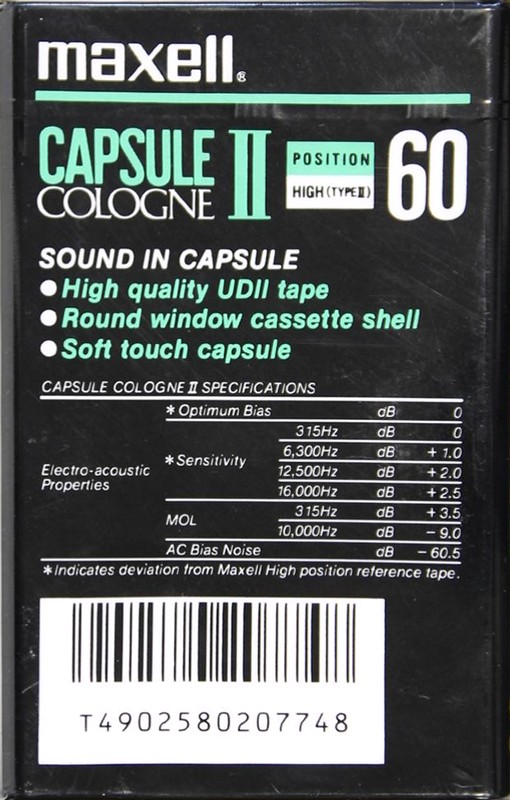 maxell®
CAPSULE II
COLOGNE
POSITION
HIGH (TYPE II)
60
SOUND IN CAPSULE
● High quality UDII tape
● Round window cassette shell
● Soft touch capsule
CAPSULE COLOGNE II SPECIFICATIONS
Electro-acoustic
Properties
* Optimum Bias dB 0
* Sensitivity
315Hz dB 0
6,300Hz dB + 1.0
12,500Hz dB + 2.0
16,000Hz dB + 2.5
MOL
315Hz dB + 3.5
10,000Hz dB − 9.0
AC Bias Noise dB − 60.5
* Indicates deviation from Maxell High position reference tape.
T4902580207748